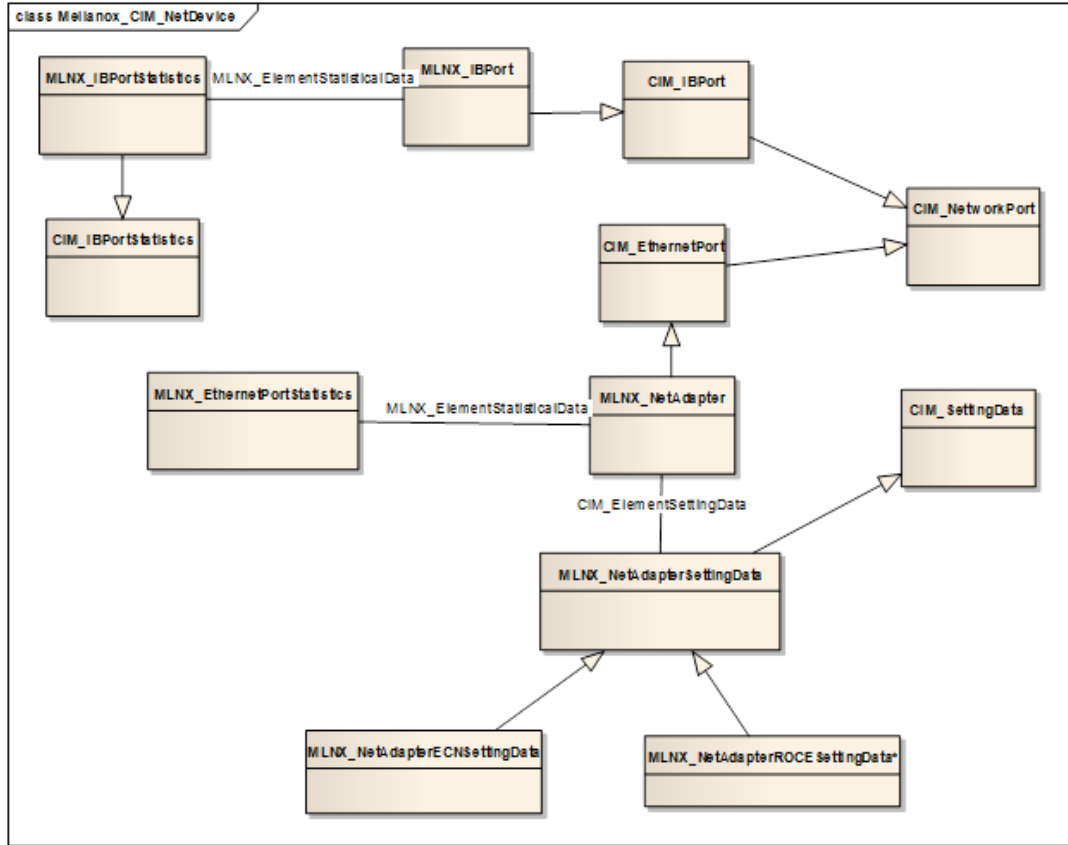 class Mellanox_CIM_NetDevice
MLNX_IBPortStatistics
MLNX_ElementStatisticalData
MLNX_IBPort
CIM_IBPort
CIM_IBPortStatistics
CIM_EthernetPort
CIM_NetworkPort
MLNX_EthernetPortStatistics
MLNX_ElementStatisticalData
MLNX_NetAdapter
CIM_SettingData
CIM_ElementSettingData
MLNX_NetAdapterSettingData
MLNX_NetAdapterECNSettingData
MLNX_NetAdapterROCESettingData*